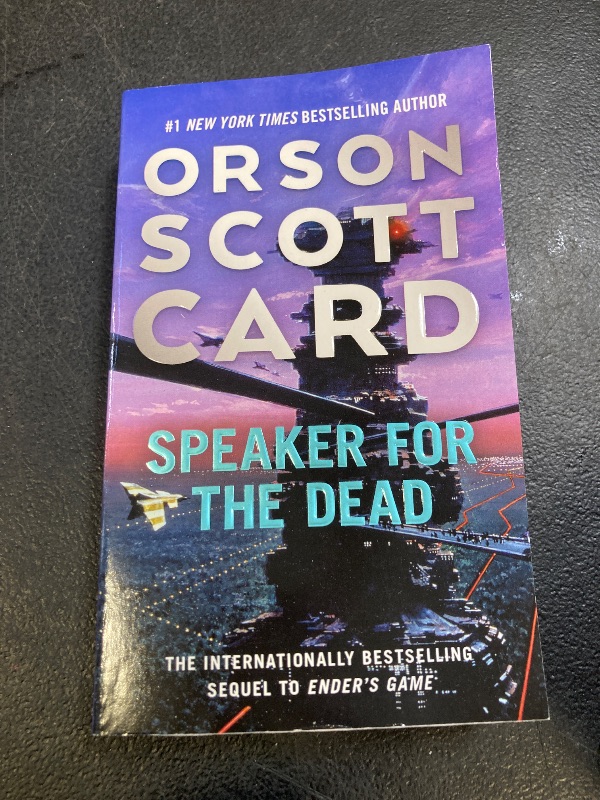 #1 NEW YORK TIMES BESTSELLING AUTHOR
ORSON
SCOTT
CARD
SPEAKER FOR
THE DEAD
THE INTERNATIONALLY BESTSELLING
SEQUEL TO ENDER'S GAME